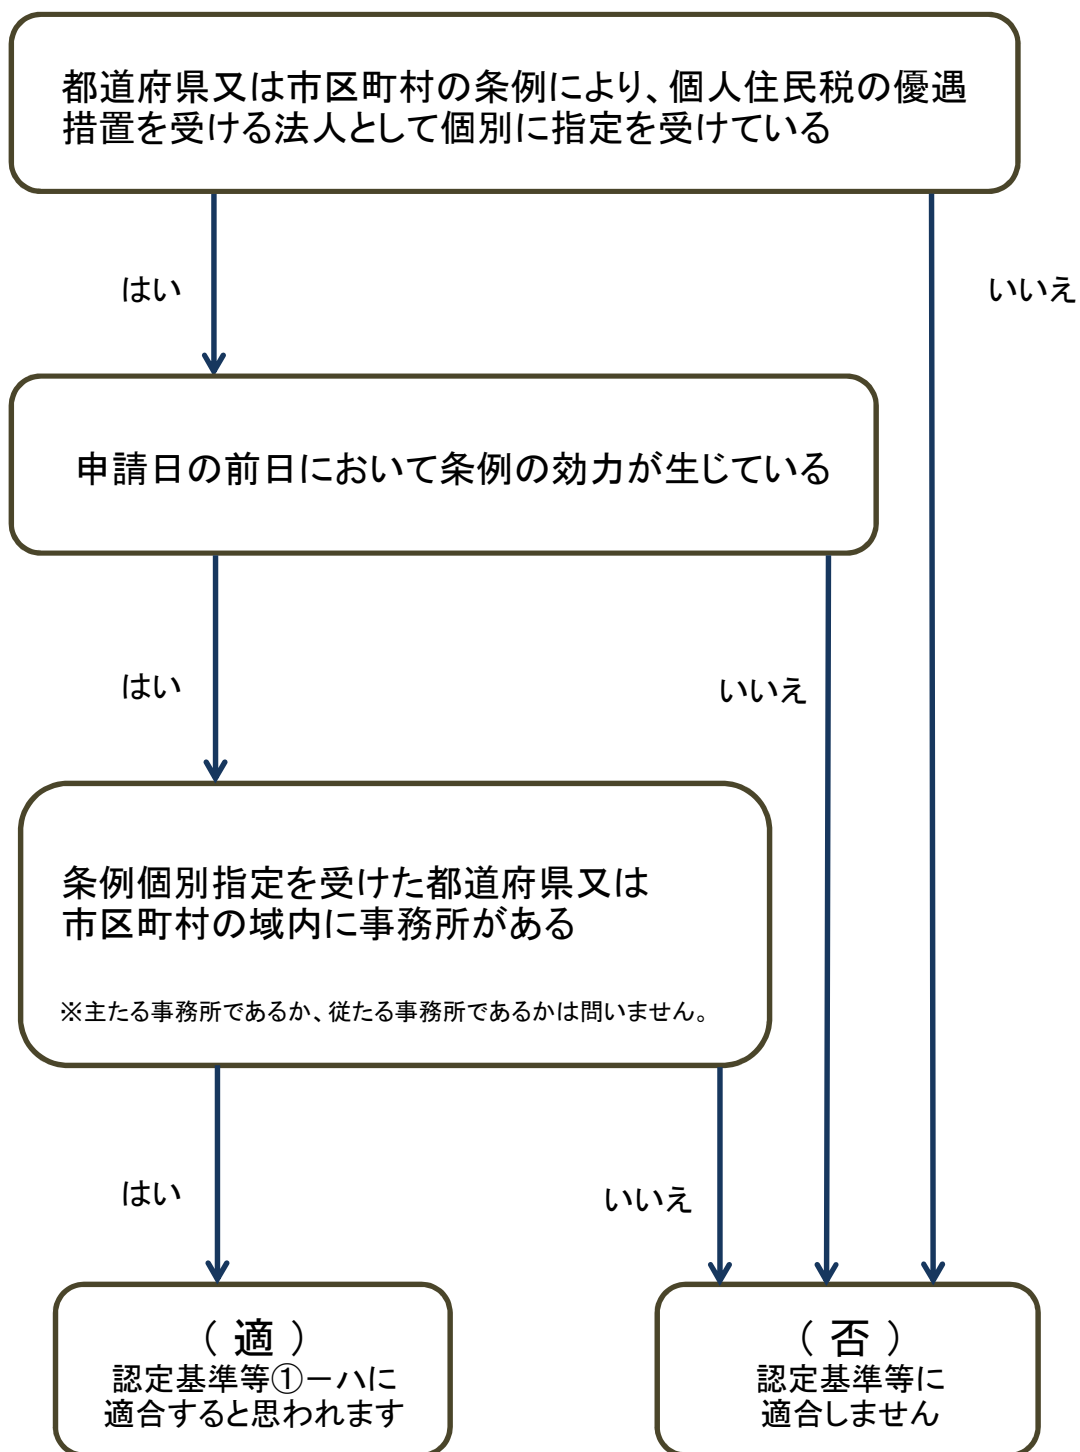 都道府県又は市区町村の条例により、個人住民税の優遇
措置を受ける法人として個別に指定を受けている
はい
いいえ
申請日の前日において条例の効力が生じている
はい
いいえ
条例個別指定を受けた都道府県又は
市区町村の域内に事務所がある
※主たる事務所であるか、従たる事務所であるかは問いません。
はい
いいえ
（ 適 ）
認定基準等①－ハに
適合すると思われます
（ 否 ）
認定基準等に
適合しません